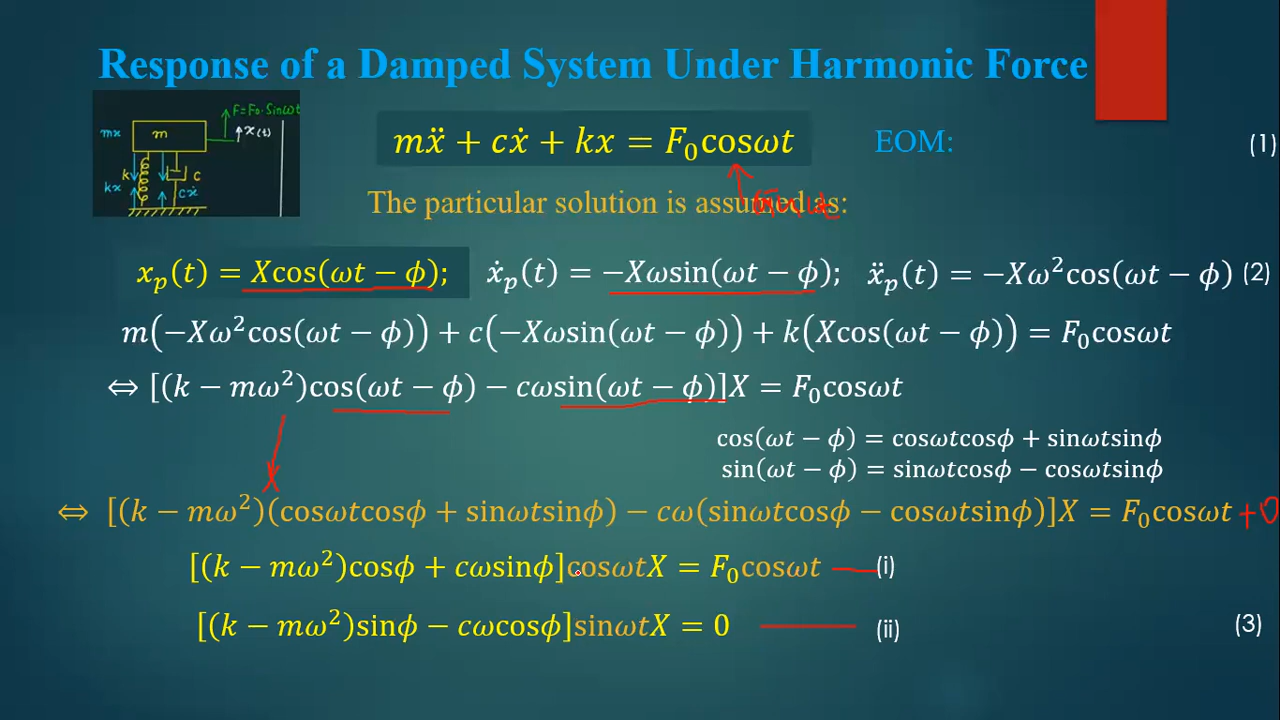 Response of a Damped System Under Harmonic Force
F=F₀·Sinωt
mẍ m x(t)
k c
kx cẋ
mẍ + cẋ + kx = F₀cosωt EOM: (1)
The particular solution is assumed as:
xₚ(t) = Xcos(ωt − ϕ); ẋₚ(t) = −Xωsin(ωt − ϕ); ẍₚ(t) = −Xω²cos(ωt − ϕ) (2)
m(−Xω²cos(ωt − ϕ)) + c(−Xωsin(ωt − ϕ)) + k(Xcos(ωt − ϕ)) = F₀cosωt
⇔ [(k − mω²)cos(ωt − ϕ) − cωsin(ωt − ϕ)]X = F₀cosωt
cos(ωt − ϕ) = cosωtcosϕ + sinωtsinϕ
sin(ωt − ϕ) = sinωtcosϕ − cosωtsinϕ
⇔ [(k − mω²)(cosωtcosϕ + sinωtsinϕ) − cω(sinωtcosϕ − cosωtsinϕ)]X = F₀cosωt +0
[(k − mω²)cosϕ + cωsinϕ]cosωtX = F₀cosωt (i)
[(k − mω²)sinϕ − cωcosϕ]sinωtX = 0 (ii) (3)